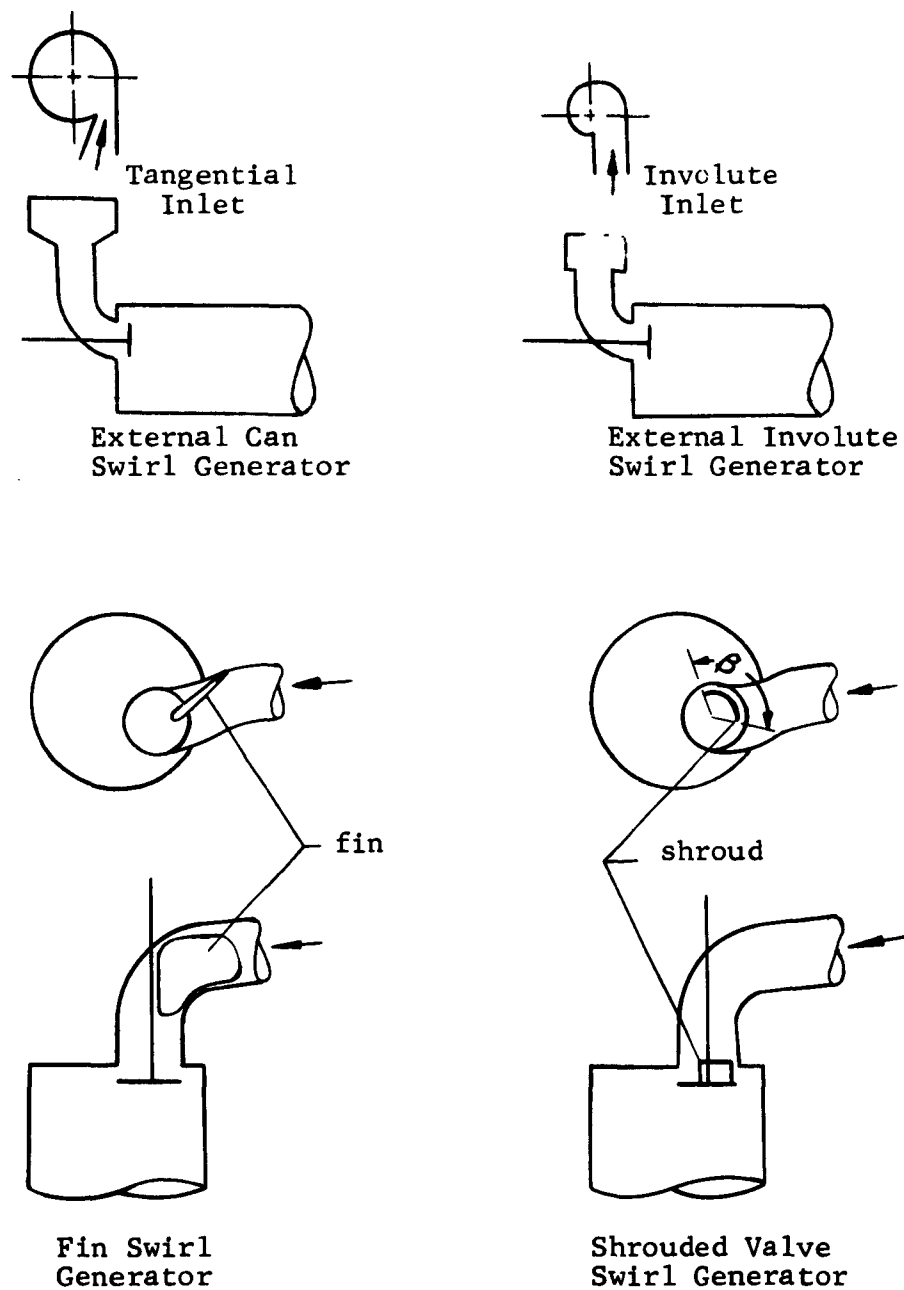 Tangential
Inlet
Involute
Inlet
External Can
Swirl Generator
External Involute
Swirl Generator
β
fin
shroud
Fin Swirl
Generator
Shrouded Valve
Swirl Generator